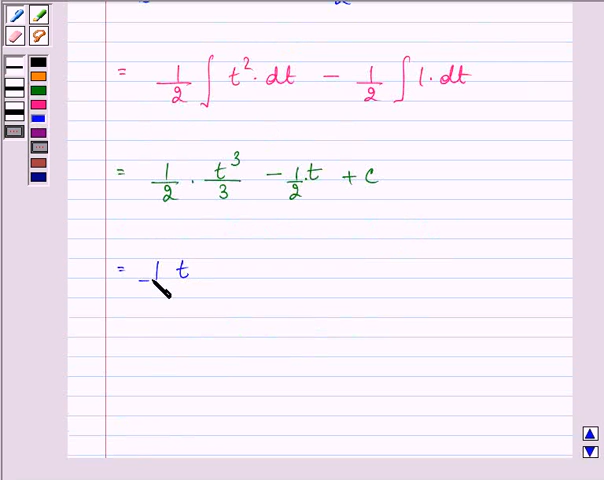 = 1/2 ∫ t²·dt − 1/2 ∫ 1·dt
= 1/2 · t³/3 − 1/2·t + c
= 1 t